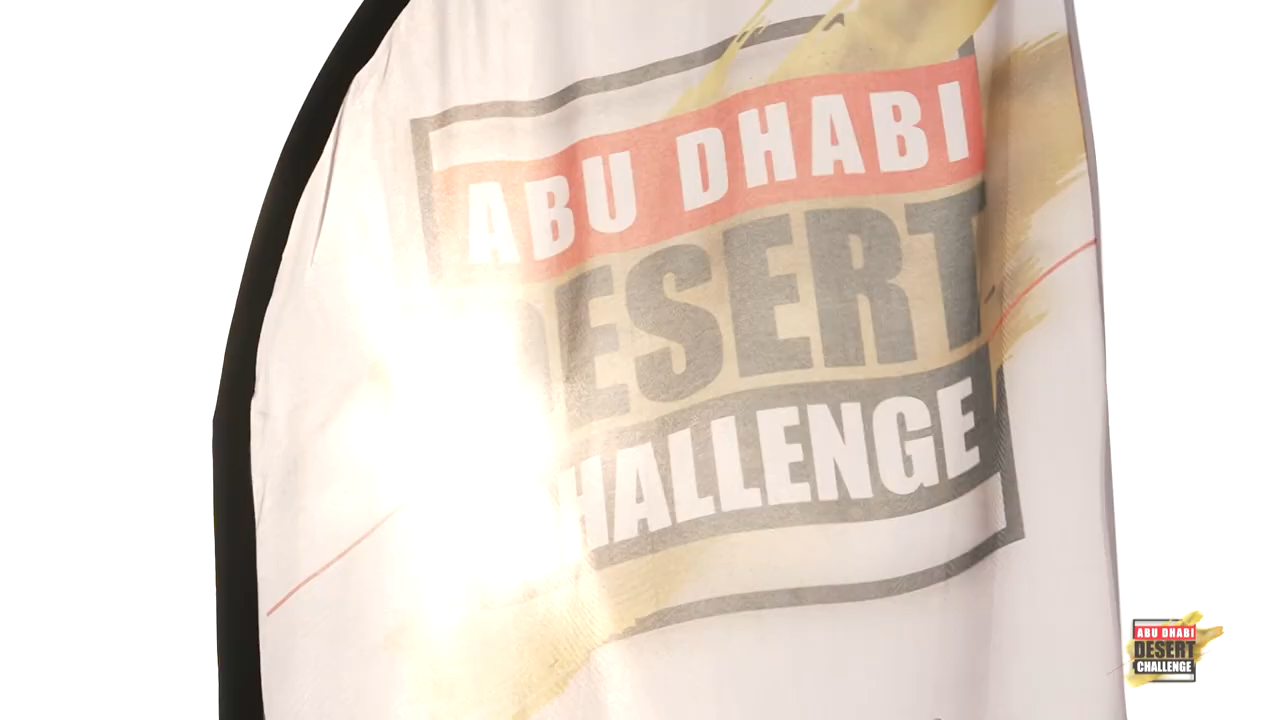 ABU DHABI
DESERT
CHALLENGE
ABU DHABI
DESERT
CHALLENGE